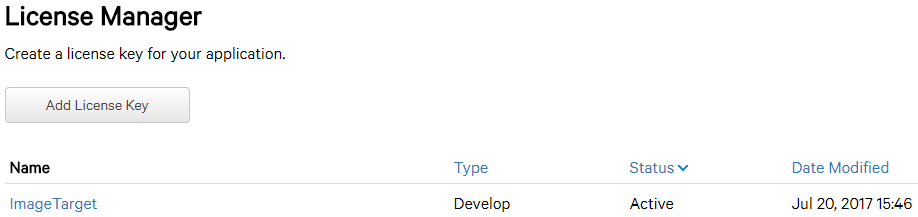 License Manager
Create a license key for your application.
Add License Key
Name Type Status Date Modified
ImageTarget Develop Active Jul 20, 2017 15:46